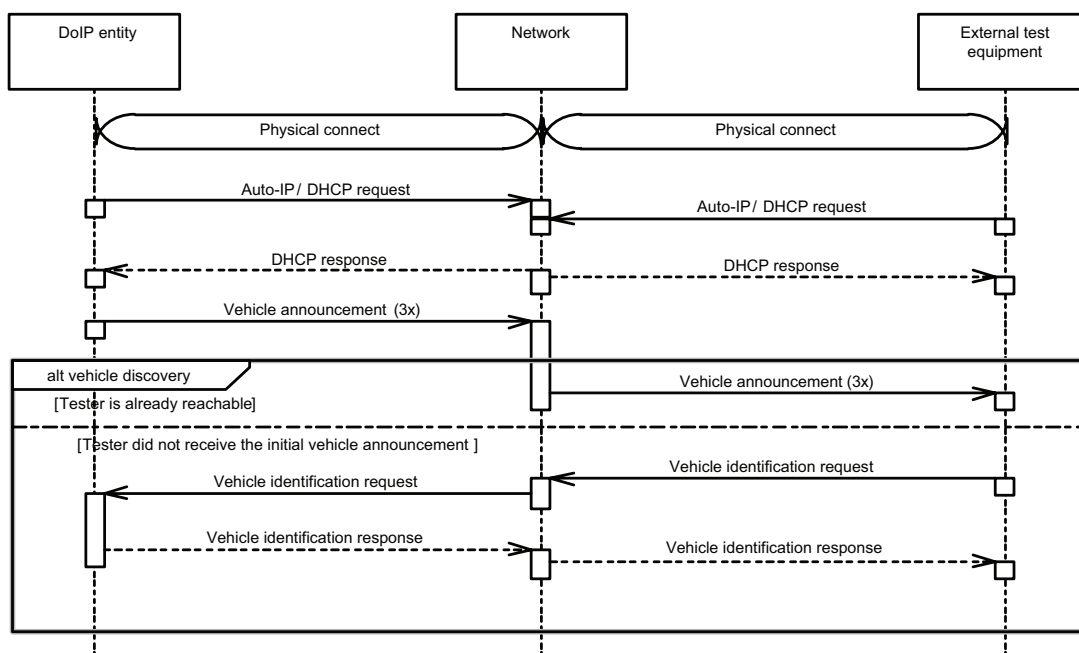 DoIP entity
Network
External test
equipment
Physical connect
Physical connect
Auto-IP/ DHCP request
Auto-IP/ DHCP request
DHCP response
DHCP response
Vehicle announcement (3x)
alt vehicle discovery
Vehicle announcement (3x)
[Tester is already reachable]
[Tester did not receive the initial vehicle announcement ]
Vehicle identification request
Vehicle identification request
Vehicle identification response
Vehicle identification response